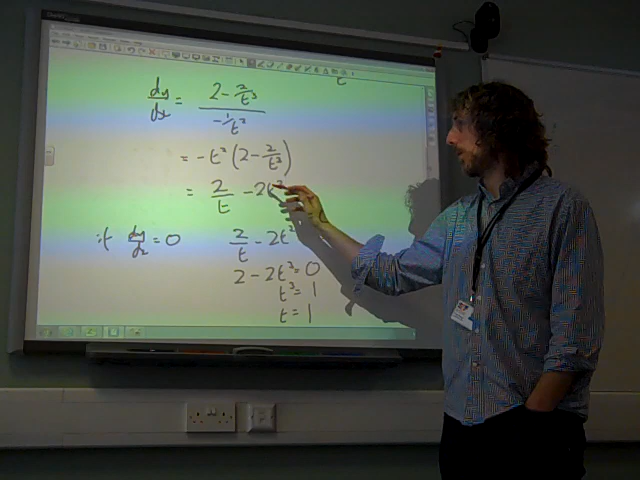 t
dy/dx = (2 - 2/t³)/(-1/t²)
= -t² (2 - 2/t³)
= 2/t - 2t²
if dy/dx = 0 2/t - 2t²
2 - 2t³ = 0
t³ = 1
t = 1